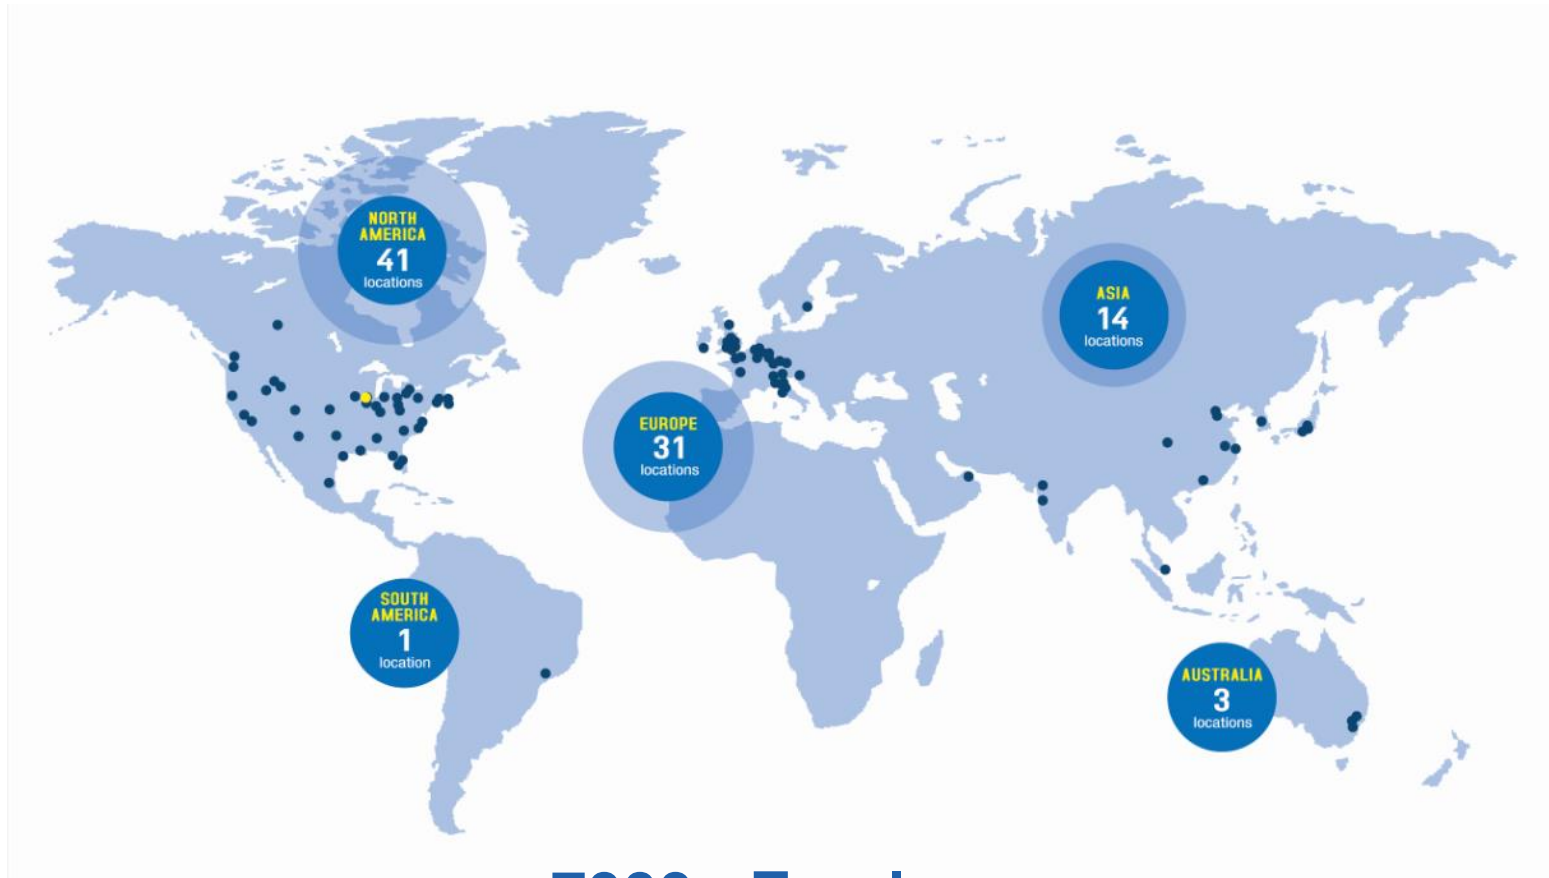 NORTH
AMERICA
41
locations
ASIA
14
locations
EUROPE
31
locations
SOUTH
AMERICA
1
location
AUSTRALIA
3
locations